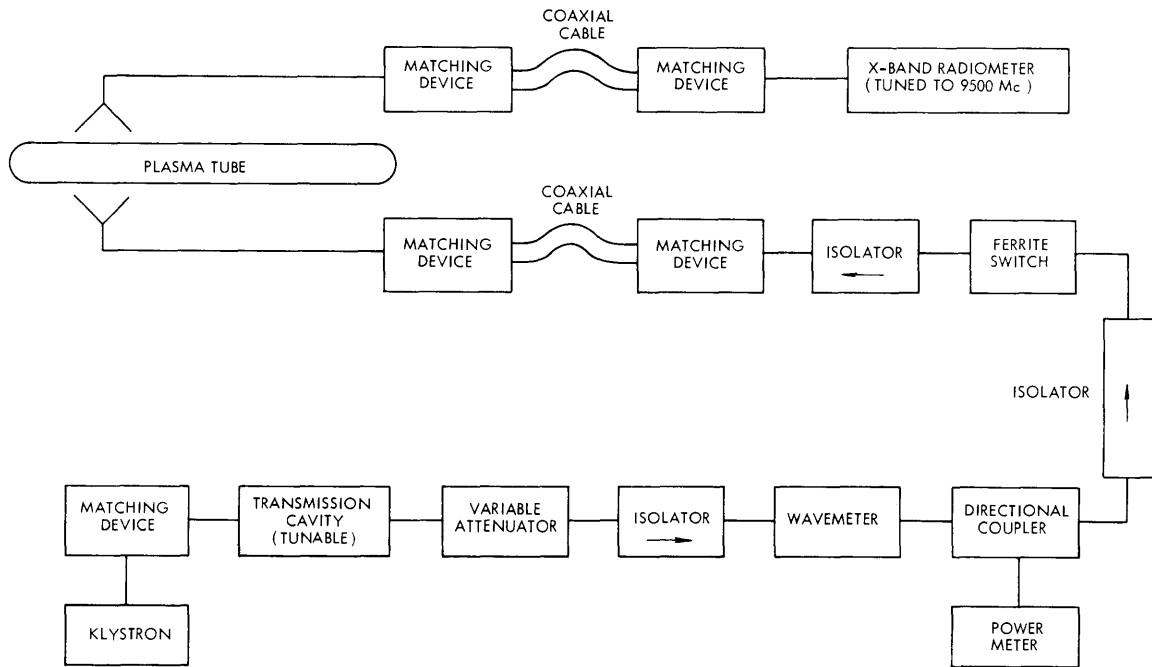 COAXIAL
CABLE
MATCHING
DEVICE
MATCHING
DEVICE
X-BAND RADIOMETER
(TUNED TO 9500 Mc)
PLASMA TUBE
COAXIAL
CABLE
MATCHING
DEVICE
MATCHING
DEVICE
ISOLATOR
FERRITE
SWITCH
ISOLATOR
MATCHING
DEVICE
TRANSMISSION
CAVITY
(TUNABLE)
VARIABLE
ATTENUATOR
ISOLATOR
WAVEMETER
DIRECTIONAL
COUPLER
KLYSTRON
POWER
METER